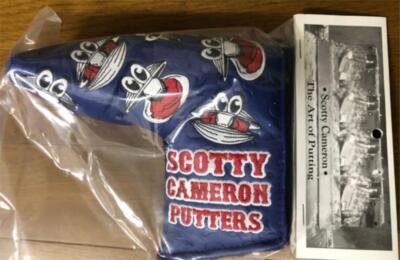 SCOTTY
CAMERON
PUTTERS
• Scotty Cameron •
The Art of Putting